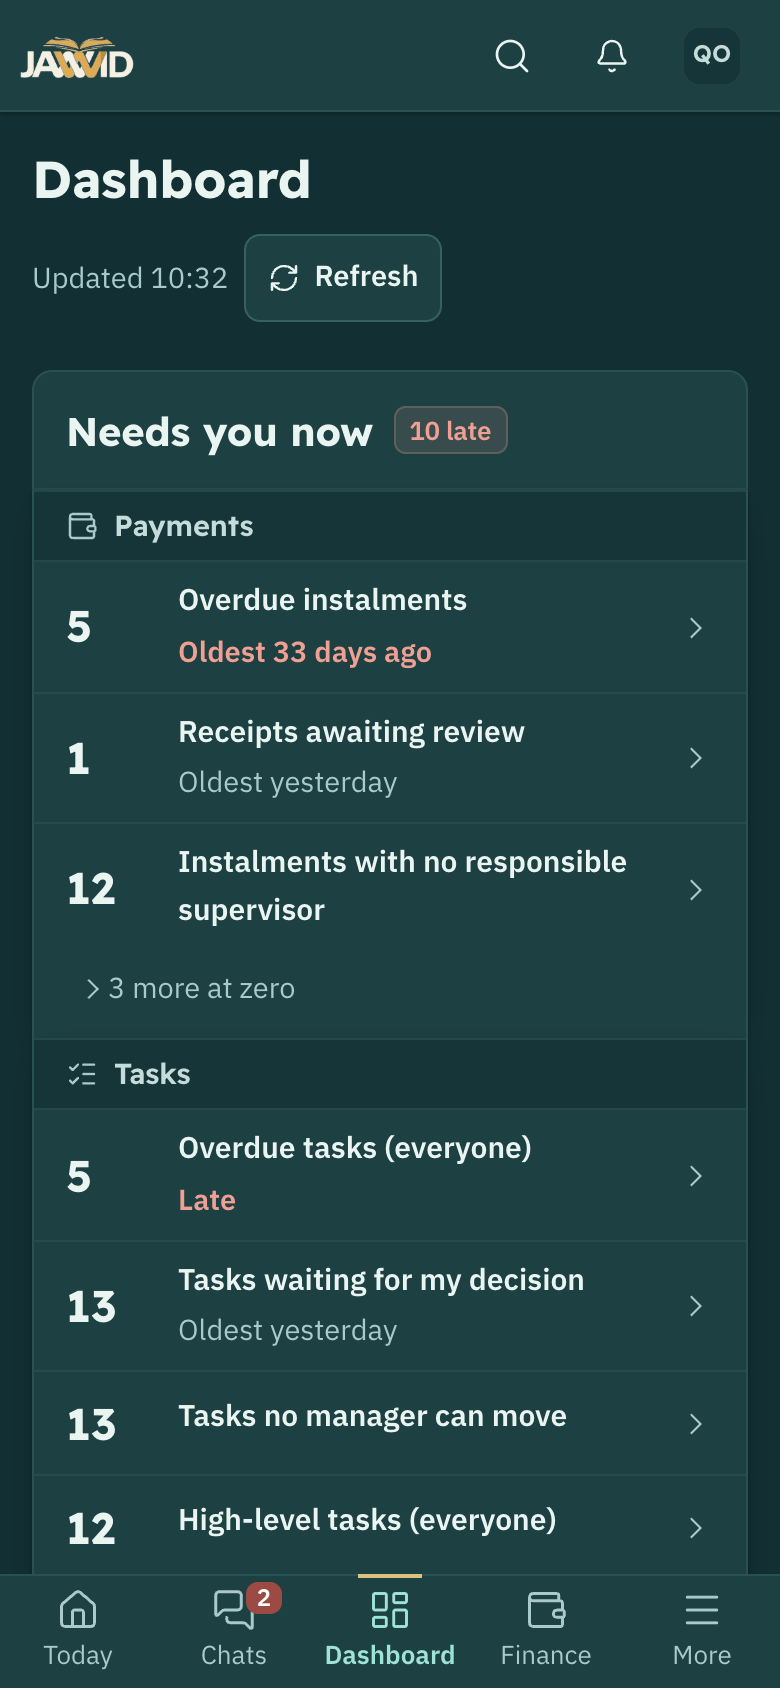 JAWID
QO
Dashboard
Updated 10:32
Refresh
Needs you now
10 late
Payments
5
Overdue instalments
Oldest 33 days ago
1
Receipts awaiting review
Oldest yesterday
12
Instalments with no responsible
supervisor
3 more at zero
Tasks
5
Overdue tasks (everyone)
Late
13
Tasks waiting for my decision
Oldest yesterday
13
Tasks no manager can move
12
High-level tasks (everyone)
2
Today
Chats
Dashboard
Finance
More